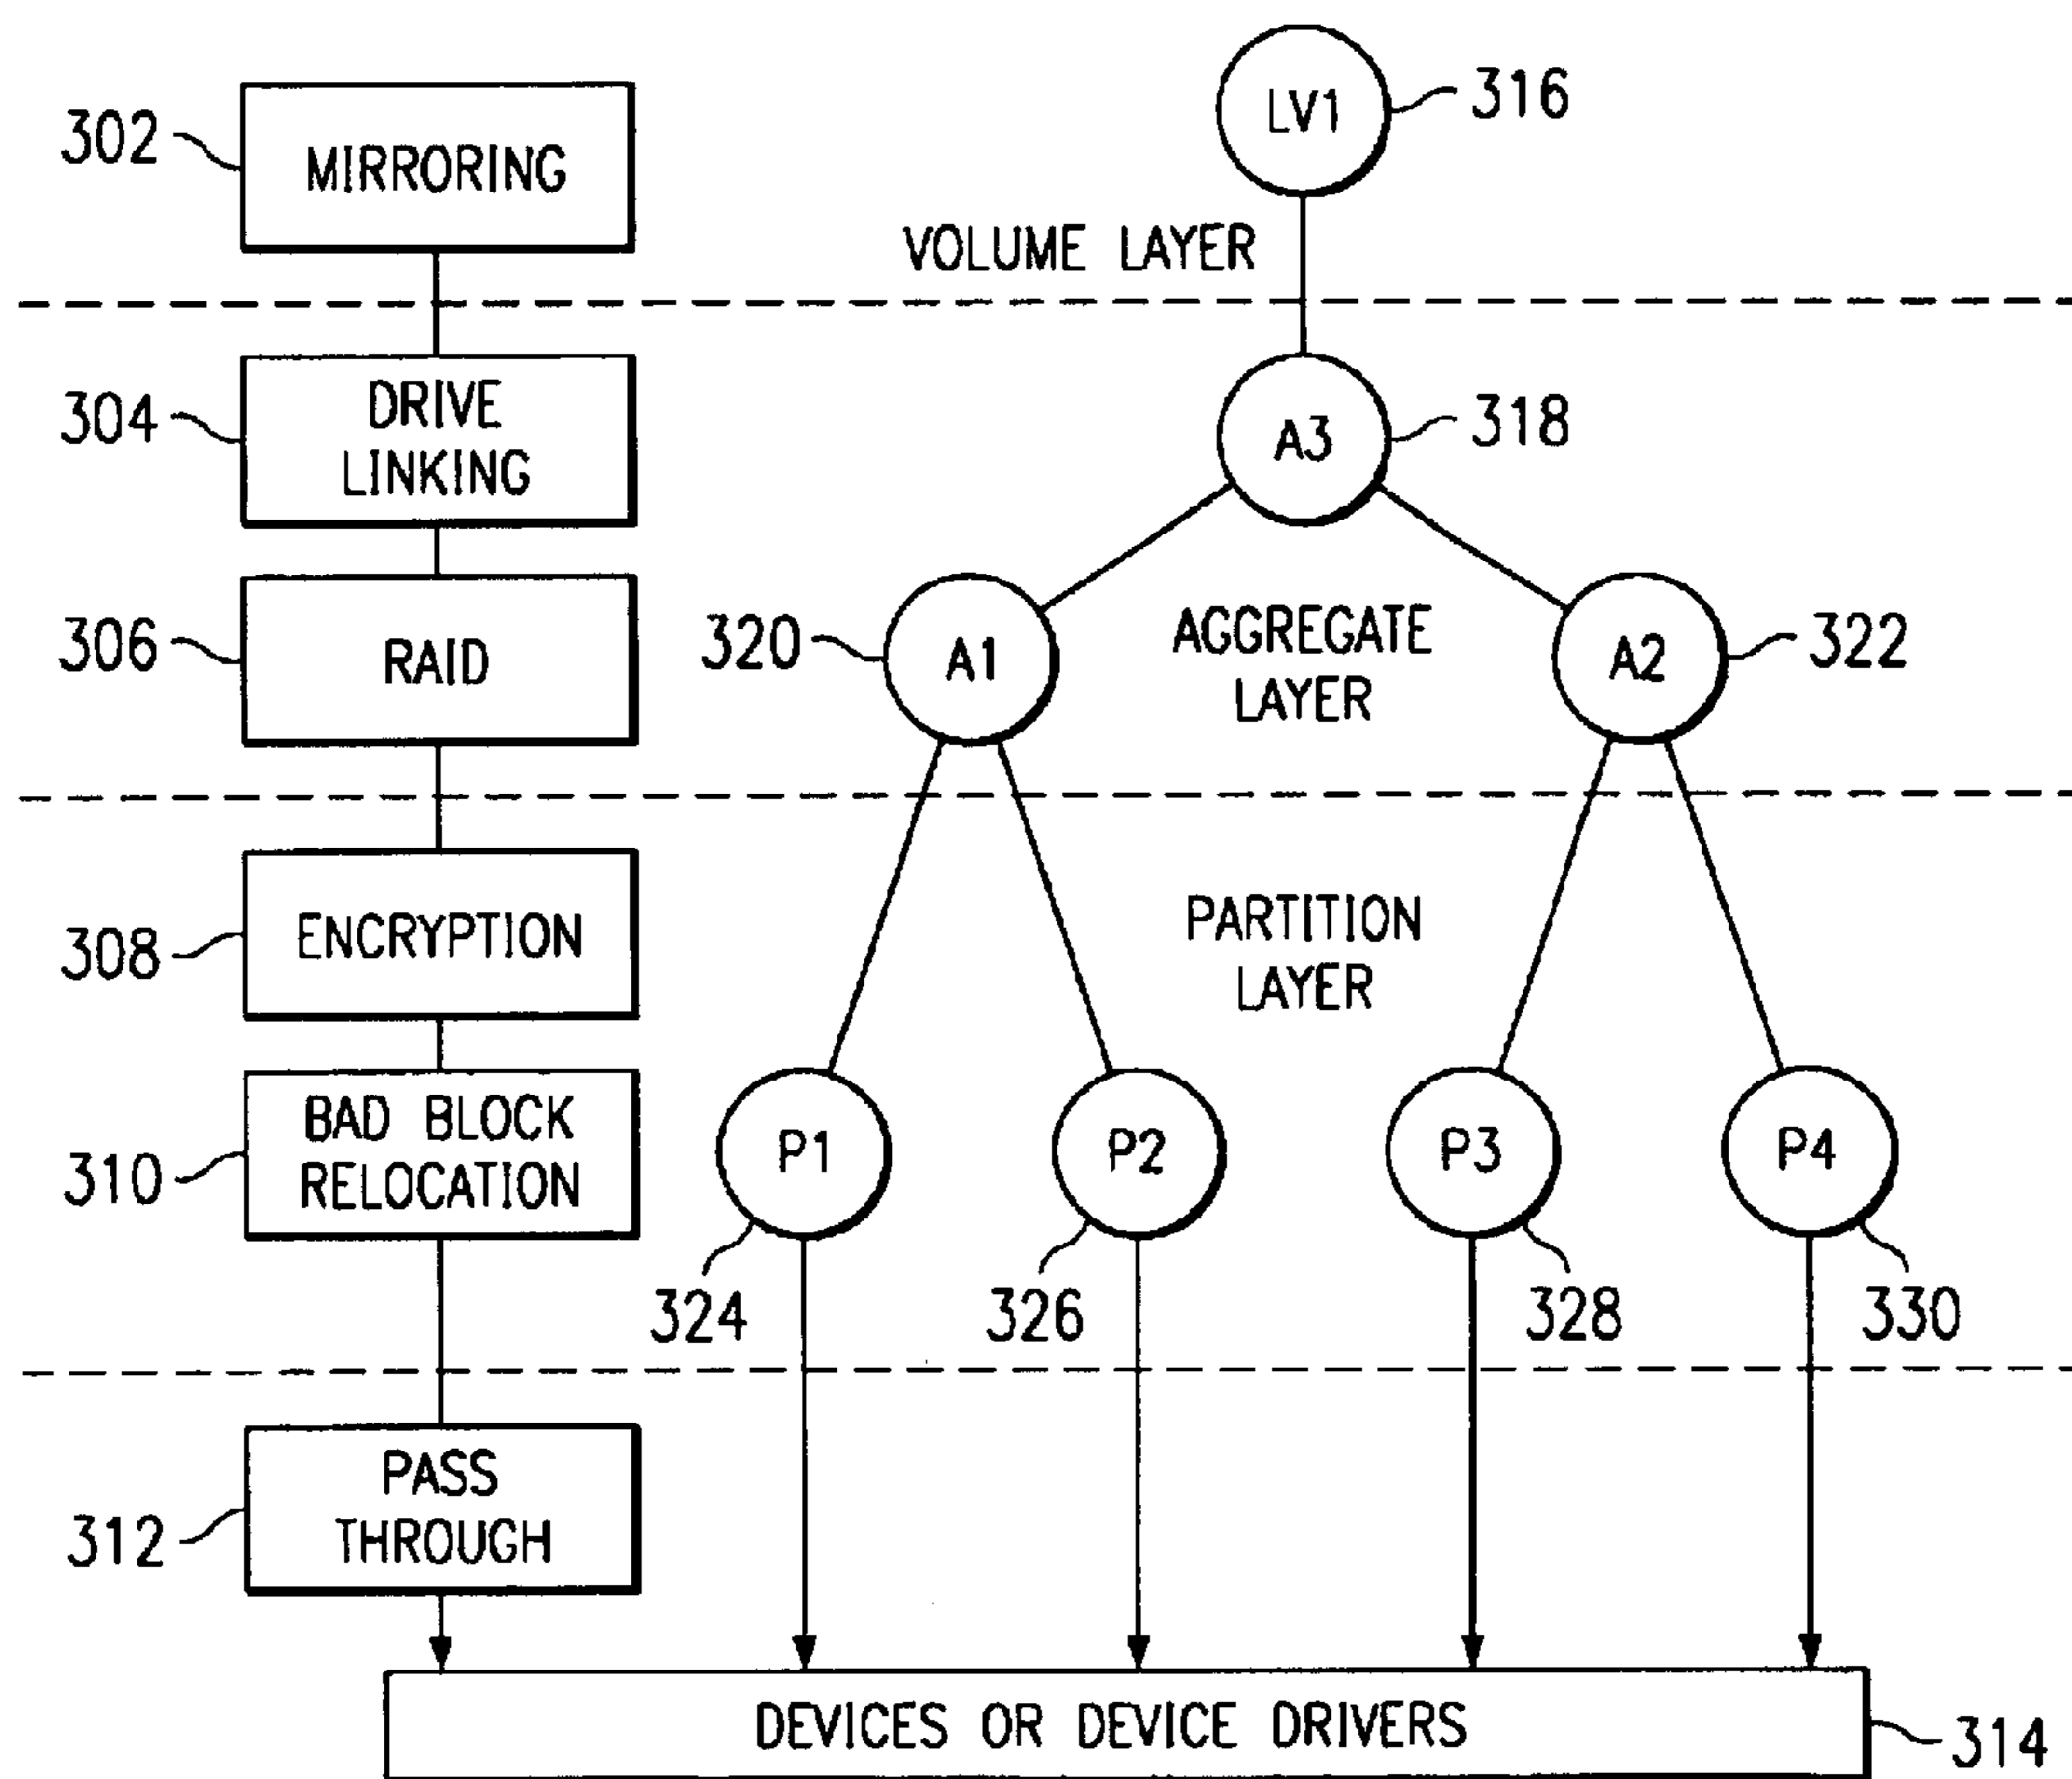 LV1
316
302
MIRRORING
VOLUME LAYER
304
DRIVE
LINKING
A3
318
306
RAID
320
A1
AGGREGATE
LAYER
A2
322
308
ENCRYPTION
PARTITION
LAYER
310
BAD BLOCK
RELOCATION
P1
P2
P3
P4
324
326
328
330
312
PASS
THROUGH
DEVICES OR DEVICE DRIVERS
314